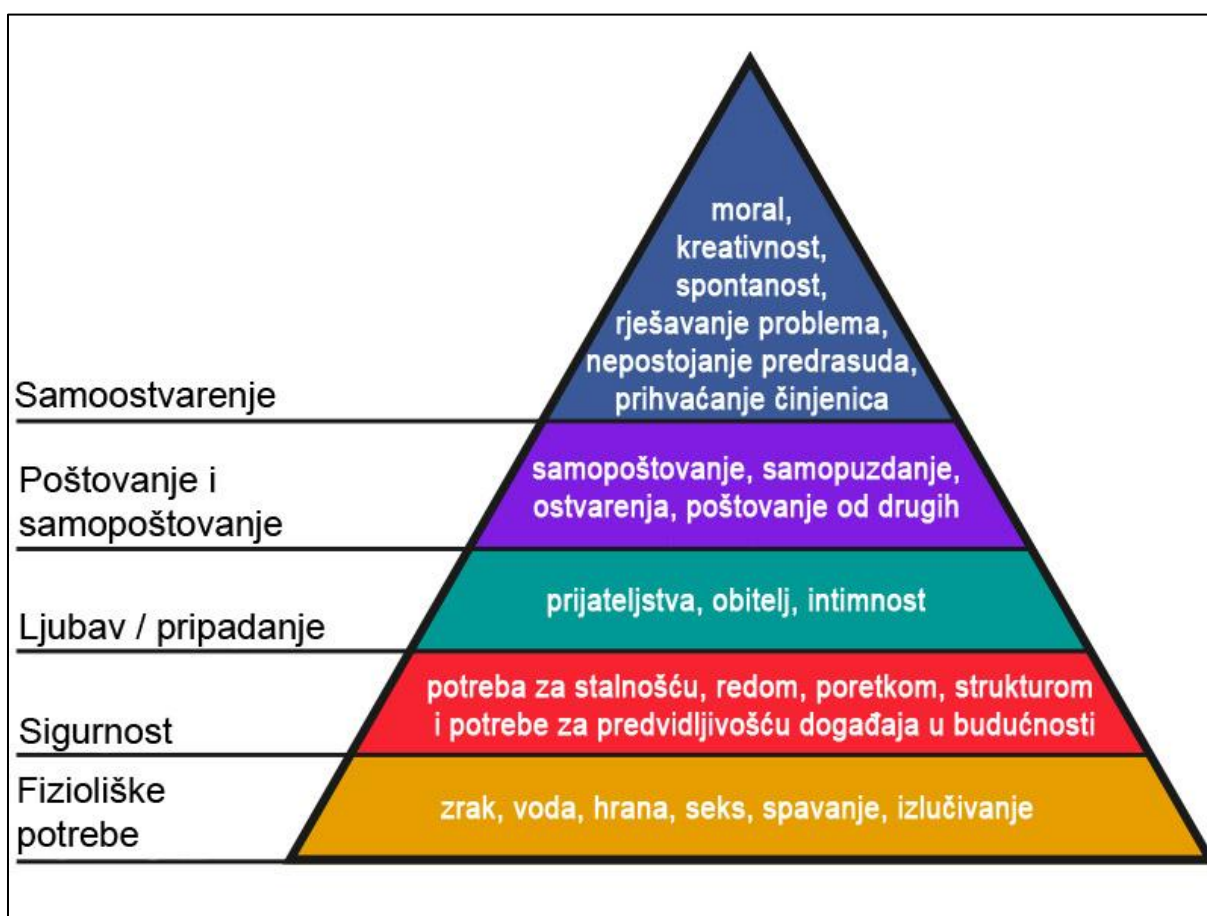 moral,
kreativnost,
spontanost,
rješavanje problema,
nepostojanje predrasuda,
prihvaćanje činjenica
Samoostvarenje
samopoštovanje, samopuzdanje,
ostvarenja, poštovanje od drugih
Poštovanje i
samopoštovanje
prijateljstva, obitelj, intimnost
Ljubav / pripadanje
potreba za stalnošću, redom, poretkom, strukturom
i potrebe za predvidljivošću događaja u budućnosti
Sigurnost
zrak, voda, hrana, seks, spavanje, izlučivanje
Fizioliške
potrebe